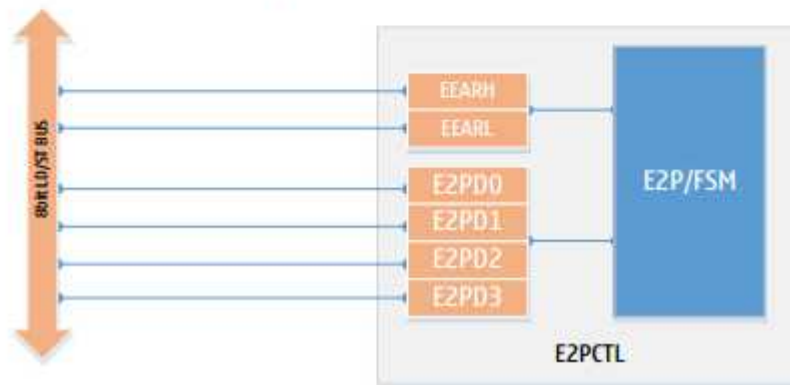 8bit LD/ST BUS
EEARH
EEARL
E2PD0
E2PD1
E2PD2
E2PD3
E2P/FSM
E2PCTL